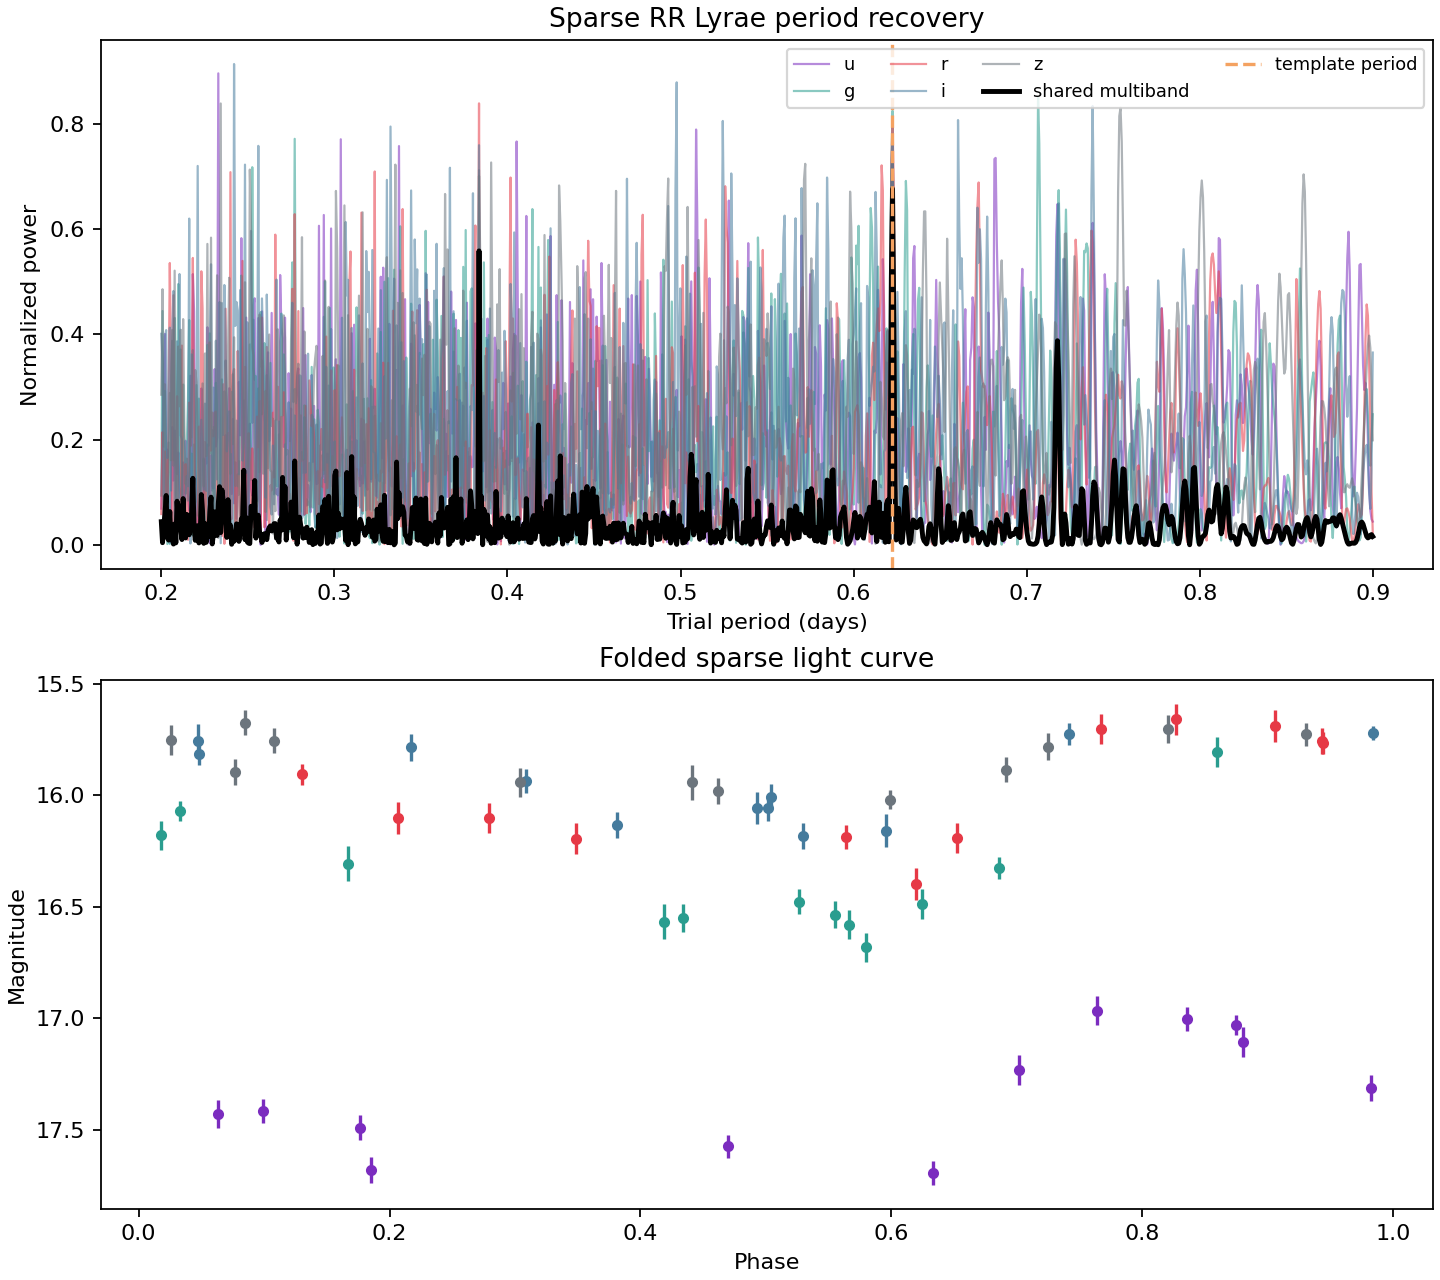 Sparse RR Lyrae period recovery
Normalized power
0.8
0.6
0.4
0.2
0.0
u
g
r
i
z
shared multiband
template period
0.2 0.3 0.4 0.5 0.6 0.7 0.8 0.9
Trial period (days)
Folded sparse light curve
Magnitude
15.5
16.0
16.5
17.0
17.5
0.0 0.2 0.4 0.6 0.8 1.0
Phase